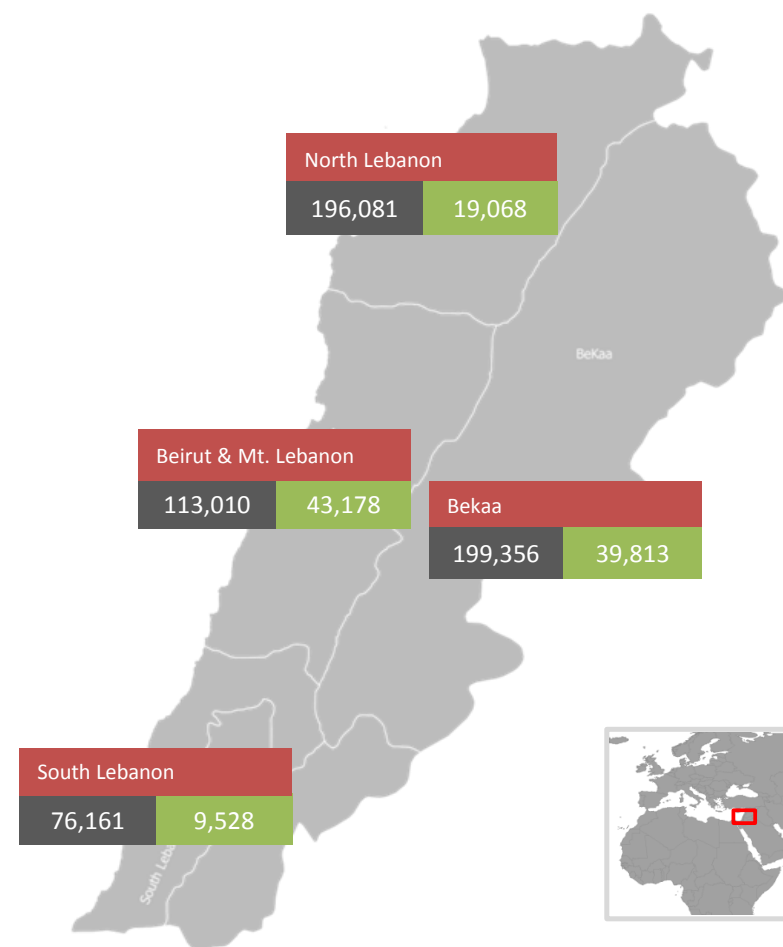 North Lebanon
196,081 19,068
BeKaa
Beirut & Mt. Lebanon
113,010 43,178
Bekaa
199,356 39,813
South Lebanon
76,161 9,528
South